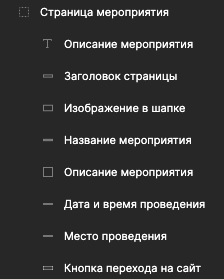 Страница мероприятия
Описание мероприятия
Заголовок страницы
Изображение в шапке
Название мероприятия
Описание мероприятия
Дата и время проведения
Место проведения
Кнопка перехода на сайт